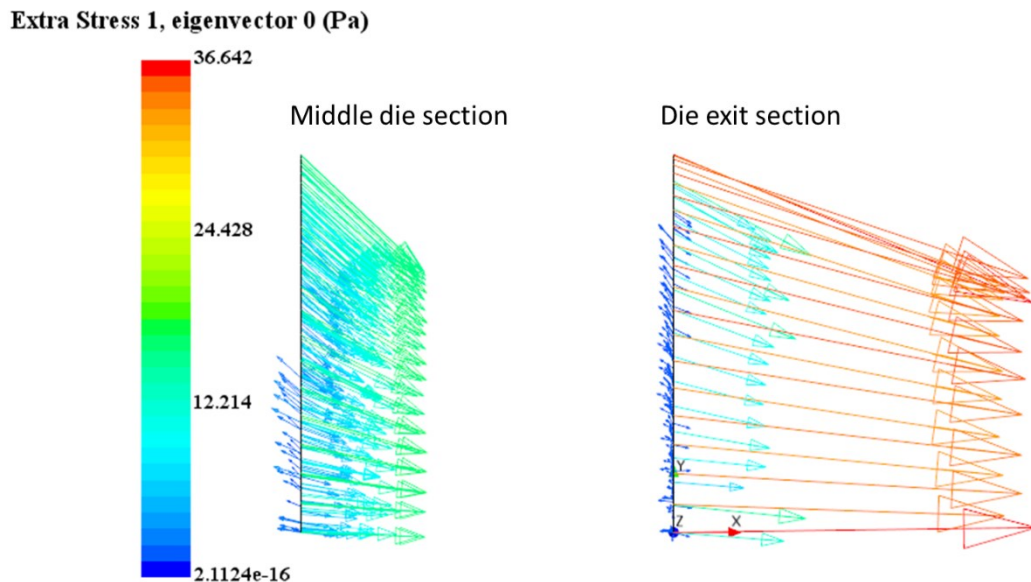 Extra Stress 1, eigenvector 0 (Pa)
36.642
Middle die section
Die exit section
24.428
12.214
Y
Z
X
2.1124e-16